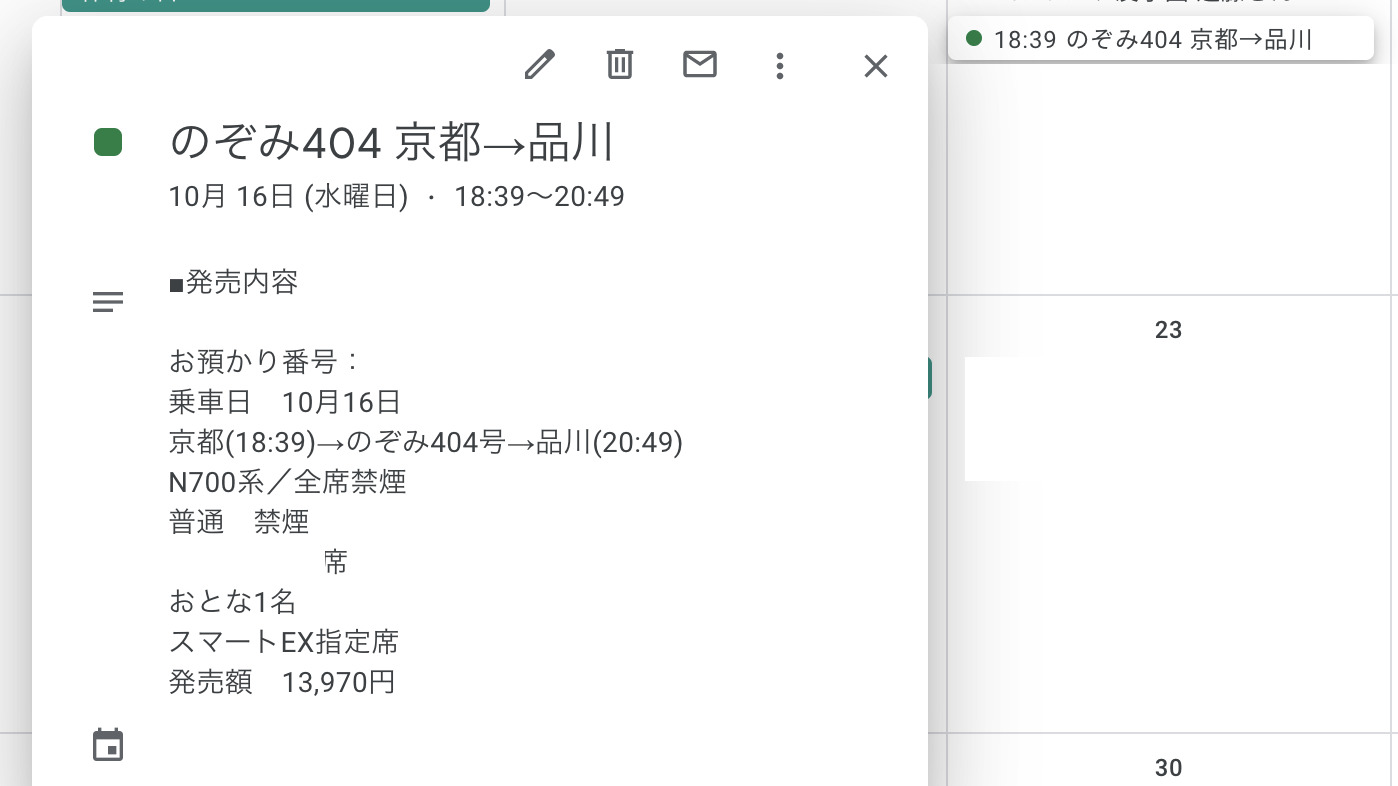 18:39 のぞみ404 京都→品川
のぞみ404 京都→品川
10月 16日 (水曜日) ・ 18:39～20:49
■発売内容
お預かり番号：
乗車日　10月16日
京都(18:39)→のぞみ404号→品川(20:49)
N700系／全席禁煙
普通　禁煙
席
おとな1名
スマートEX指定席
発売額　13,970円
23
30